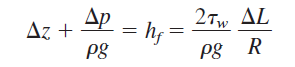 Δz + Δp/ρg = h_f = 2τ_w/ρg ΔL/R